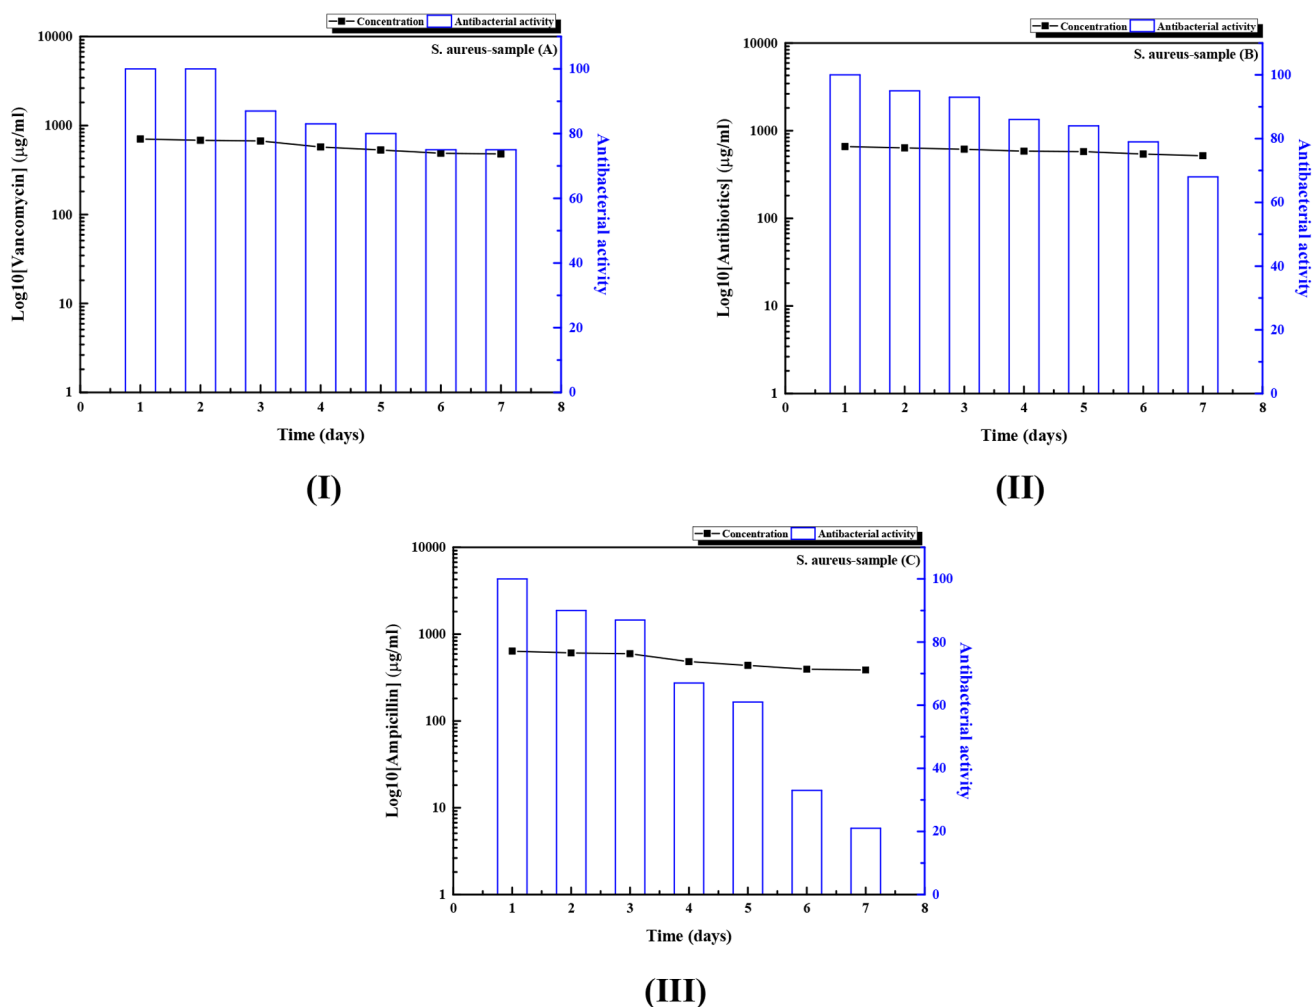 Concentration Antibacterial activity
S. aureus-sample (A)
10000
1000
100
10
1
Log10[Vancomycin] (µg/ml)
100
80
60
40
20
0
Antibacterial activity
0 1 2 3 4 5 6 7 8
Time (days)
(I)
Concentration Antibacterial activity
S. aureus-sample (B)
10000
1000
100
10
1
Log10[Antibiotics] (µg/ml)
100
80
60
40
20
0
Antibacterial activity
0 1 2 3 4 5 6 7 8
Time (days)
(II)
Concentration Antibacterial activity
S. aureus-sample (C)
10000
1000
100
10
1
Log10[Ampicillin] (µg/ml)
100
80
60
40
20
0
Antibacterial activity
0 1 2 3 4 5 6 7 8
Time (days)
(III)